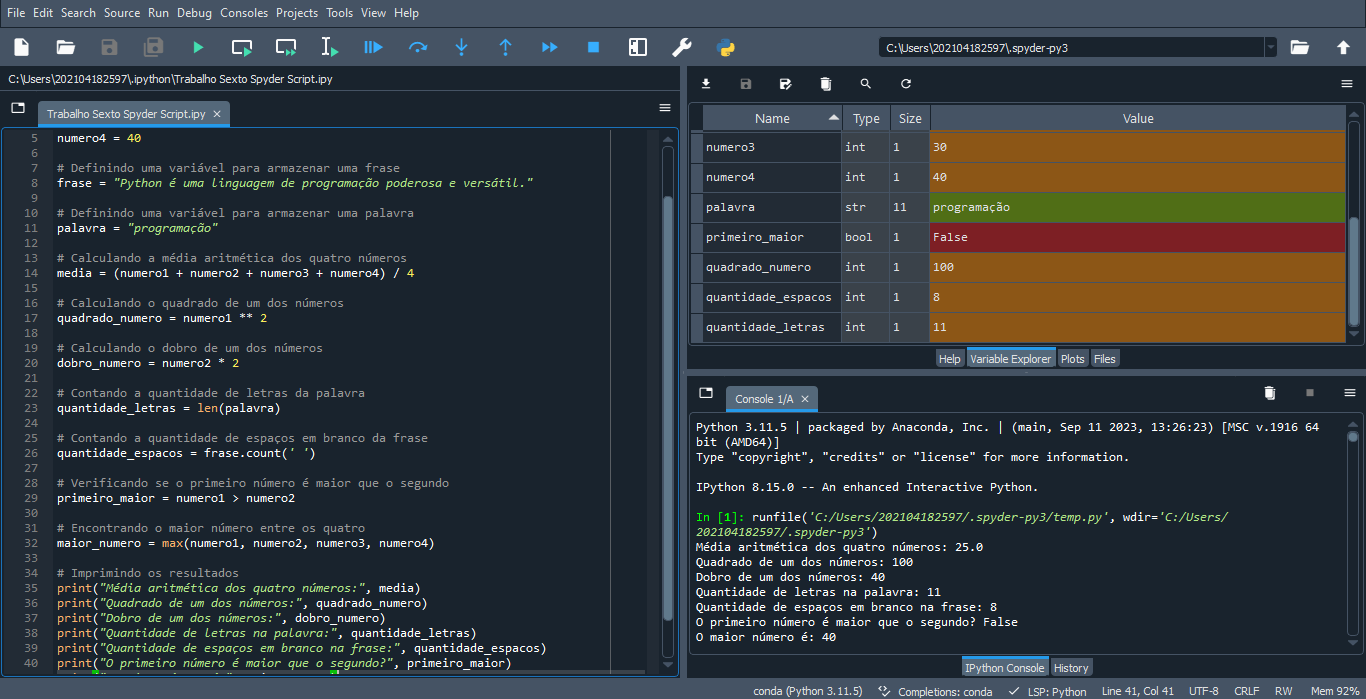 File Edit Search Source Run Debug Consoles Projects Tools View Help
C:\Users\202104182597\.spyder-py3
C:\Users\202104182597\.ipython\Trabalho Sexto Spyder Script.ipy
Trabalho Sexto Spyder Script.ipy
5 numero4 = 40
6
7 # Definindo uma variável para armazenar uma frase
8 frase = "Python é uma linguagem de programação poderosa e versátil."
9
10 # Definindo uma variável para armazenar uma palavra
11 palavra = "programação"
12
13 # Calculando a média aritmética dos quatro números
14 media = (numero1 + numero2 + numero3 + numero4) / 4
15
16 # Calculando o quadrado de um dos números
17 quadrado_numero = numero1 ** 2
18
19 # Calculando o dobro de um dos números
20 dobro_numero = numero2 * 2
21
22 # Contando a quantidade de letras da palavra
23 quantidade_letras = len(palavra)
24
25 # Contando a quantidade de espaços em branco da frase
26 quantidade_espacos = frase.count(' ')
27
28 # Verificando se o primeiro número é maior que o segundo
29 primeiro_maior = numero1 > numero2
30
31 # Encontrando o maior número entre os quatro
32 maior_numero = max(numero1, numero2, numero3, numero4)
33
34 # Imprimindo os resultados
35 print("Média aritmética dos quatro números:", media)
36 print("Quadrado de um dos números:", quadrado_numero)
37 print("Dobro de um dos números:", dobro_numero)
38 print("Quantidade de letras na palavra:", quantidade_letras)
39 print("Quantidade de espaços em branco na frase:", quantidade_espacos)
40 print("O primeiro número é maior que o segundo?", primeiro_maior)
Name Type Size Value
numero3 int 1 30
numero4 int 1 40
palavra str 11 programação
primeiro_maior bool 1 False
quadrado_numero int 1 100
quantidade_espacos int 1 8
quantidade_letras int 1 11
Help Variable Explorer Plots Files
Console 1/A
Python 3.11.5 | packaged by Anaconda, Inc. | (main, Sep 11 2023, 13:26:23) [MSC v.1916 64
bit (AMD64)]
Type "copyright", "credits" or "license" for more information.
IPython 8.15.0 -- An enhanced Interactive Python.
In [1]: runfile('C:/Users/202104182597/.spyder-py3/temp.py', wdir='C:/Users/
202104182597/.spyder-py3')
Média aritmética dos quatro números: 25.0
Quadrado de um dos números: 100
Dobro de um dos números: 40
Quantidade de letras na palavra: 11
Quantidade de espaços em branco na frase: 8
O primeiro número é maior que o segundo? False
O maior número é: 40
IPython Console History
conda (Python 3.11.5) Completions: conda LSP: Python Line 41, Col 41 UTF-8 CRLF RW Mem 92%